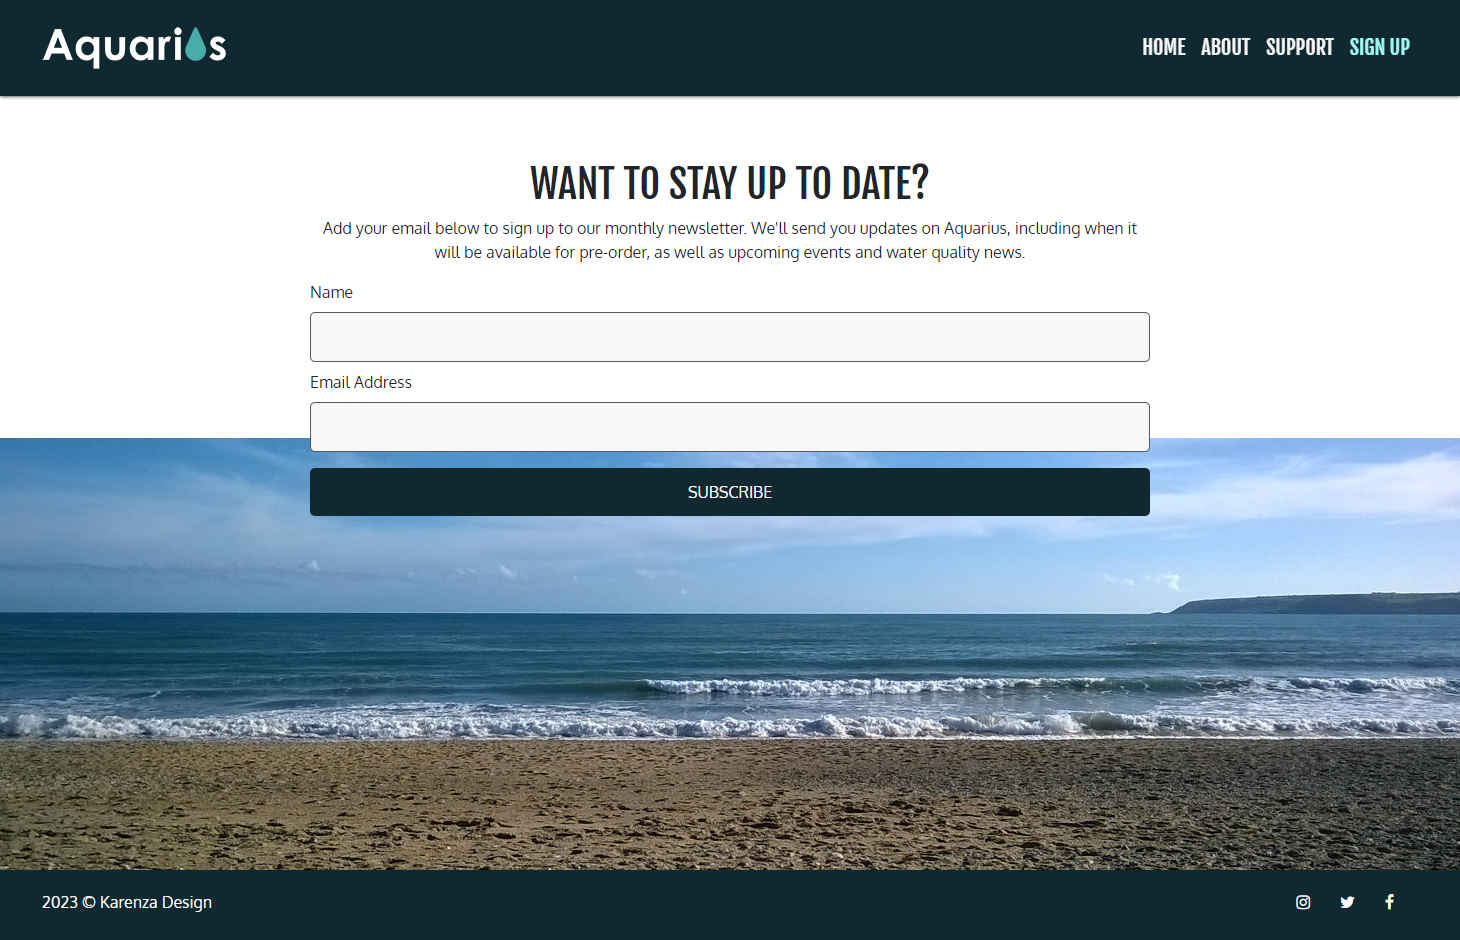 Aquarius
HOME ABOUT SUPPORT SIGN UP
WANT TO STAY UP TO DATE?
Add your email below to sign up to our monthly newsletter. We'll send you updates on Aquarius, including when it
will be available for pre-order, as well as upcoming events and water quality news.
Name
Email Address
SUBSCRIBE
2023 © Karenza Design